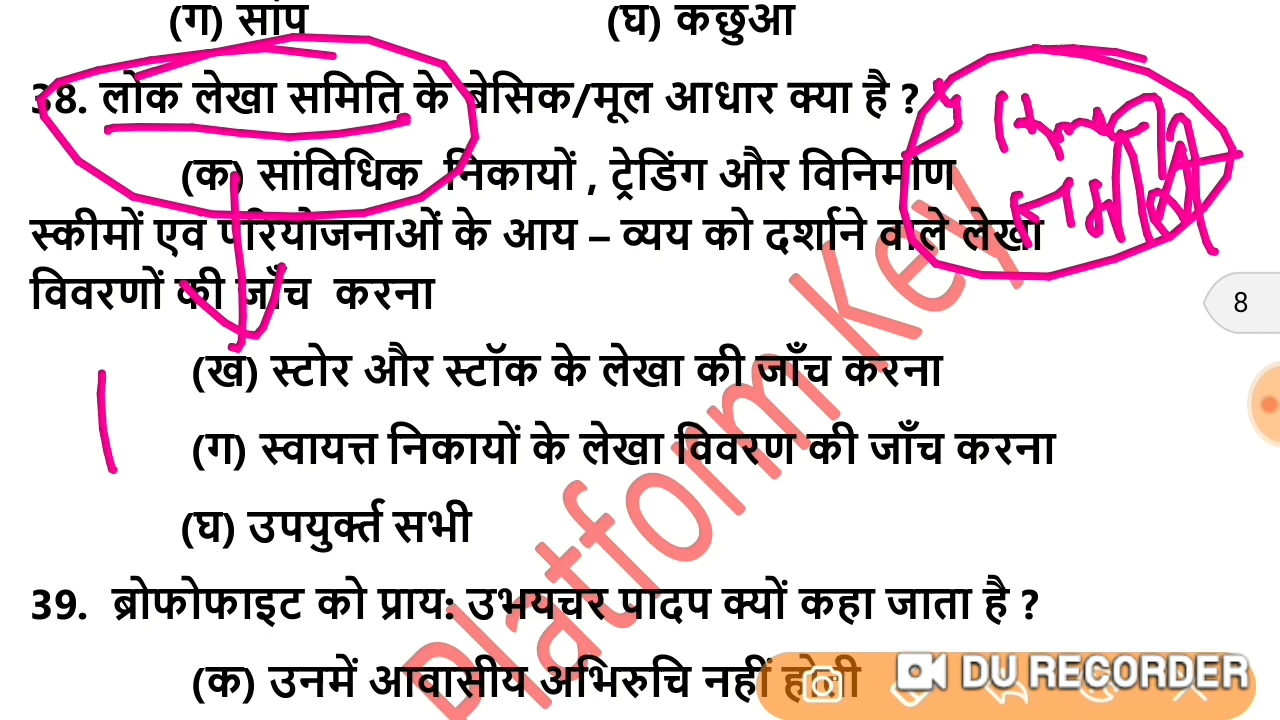 (ग) सांप (घ) कछुआ
38. लोक लेखा समिति के बेसिक/मूल आधार क्या है ?
(क) सांविधिक निकायों , ट्रेडिंग और विनिर्माण
स्कीमों एवं परियोजनाओं के आय – व्यय को दर्शाने वाले लेखा
विवरणों की जाँच करना
8
(ख) स्टोर और स्टॉक के लेखा की जाँच करना
(ग) स्वायत्त निकायों के लेखा विवरण की जाँच करना
(घ) उपयुर्क्त सभी
39. ब्रोफोफाइट को प्राय: उभयचर पादप क्यों कहा जाता है ?
(क) उनमें आवासीय अभिरुचि नहीं होती
Platform Key
DU RECORDER